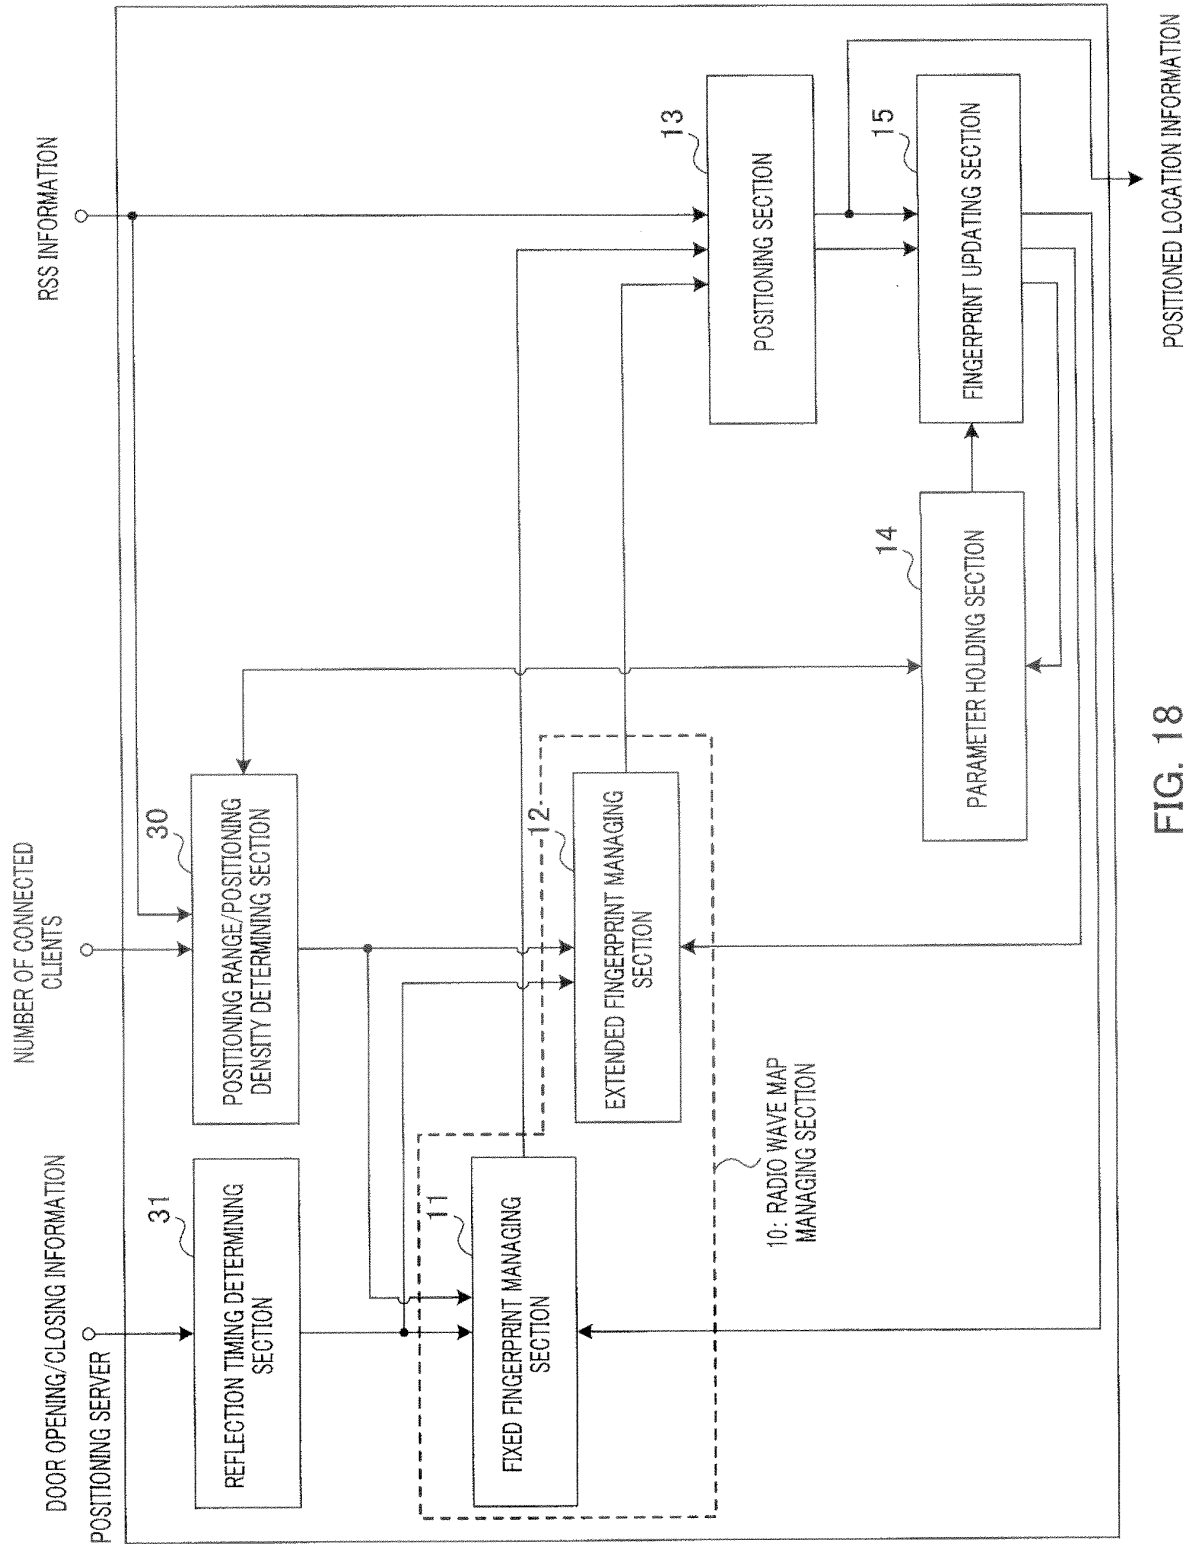 DOOR OPENING/CLOSING INFORMATION
POSITIONING SERVER
NUMBER OF CONNECTED
CLIENTS
RSS INFORMATION
31
REFLECTION TIMING DETERMINING
SECTION
30
POSITIONING RANGE/POSITIONING
DENSITY DETERMINING SECTION
11
FIXED FINGERPRINT MANAGING
SECTION
12
EXTENDED FINGERPRINT MANAGING
SECTION
10: RADIO WAVE MAP
MANAGING SECTION
13
POSITIONING SECTION
14
PARAMETER HOLDING SECTION
15
FINGERPRINT UPDATING SECTION
POSITIONED LOCATION INFORMATION
FIG. 18